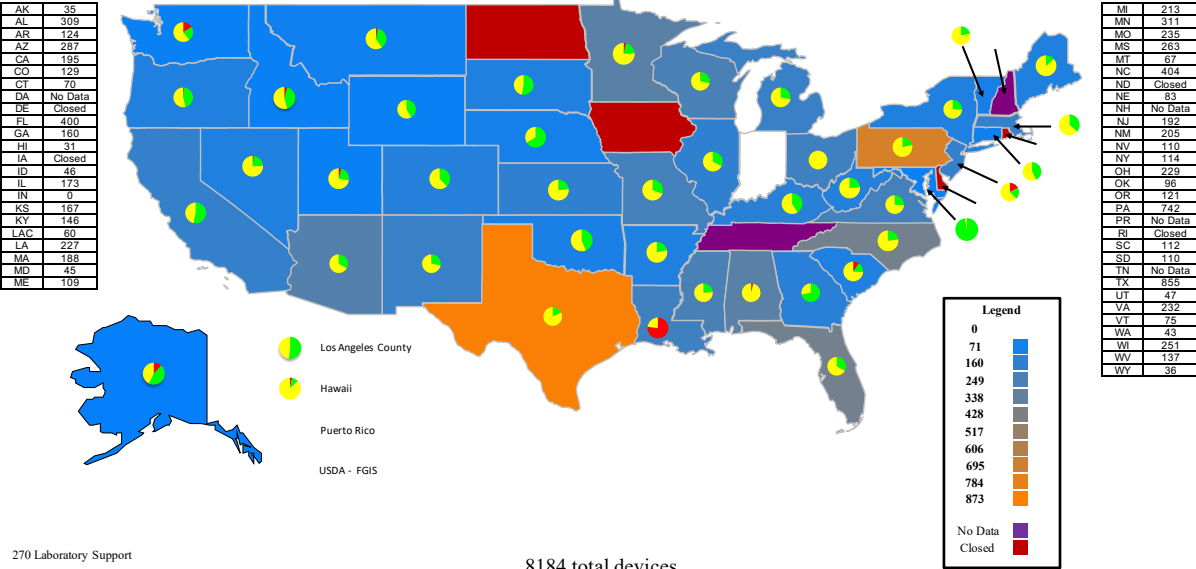 AK 35
AL 309
AR 124
AZ 287
CA 195
CO 129
CT 70
DA No Data
DE Closed
FL 400
GA 160
HI 31
IA Closed
ID 46
IL 173
IN 0
KS 167
KY 146
LAC 60
LA 227
MA 188
MD 45
ME 109
MI 213
MN 311
MO 235
MS 263
MT 67
NC 404
ND Closed
NE 83
NH No Data
NJ 192
NM 205
NV 110
NY 114
OH 229
OK 96
OR 121
PA 742
PR No Data
RI Closed
SC 112
SD 110
TN No Data
TX 855
UT 47
VA 232
VT 75
WA 43
WI 251
WV 137
WY 36
Los Angeles County
Hawaii
Puerto Rico
USDA - FGIS
Legend
0
71
160
249
338
428
517
606
695
784
873
No Data
Closed
270 Laboratory Support
8184 total devices